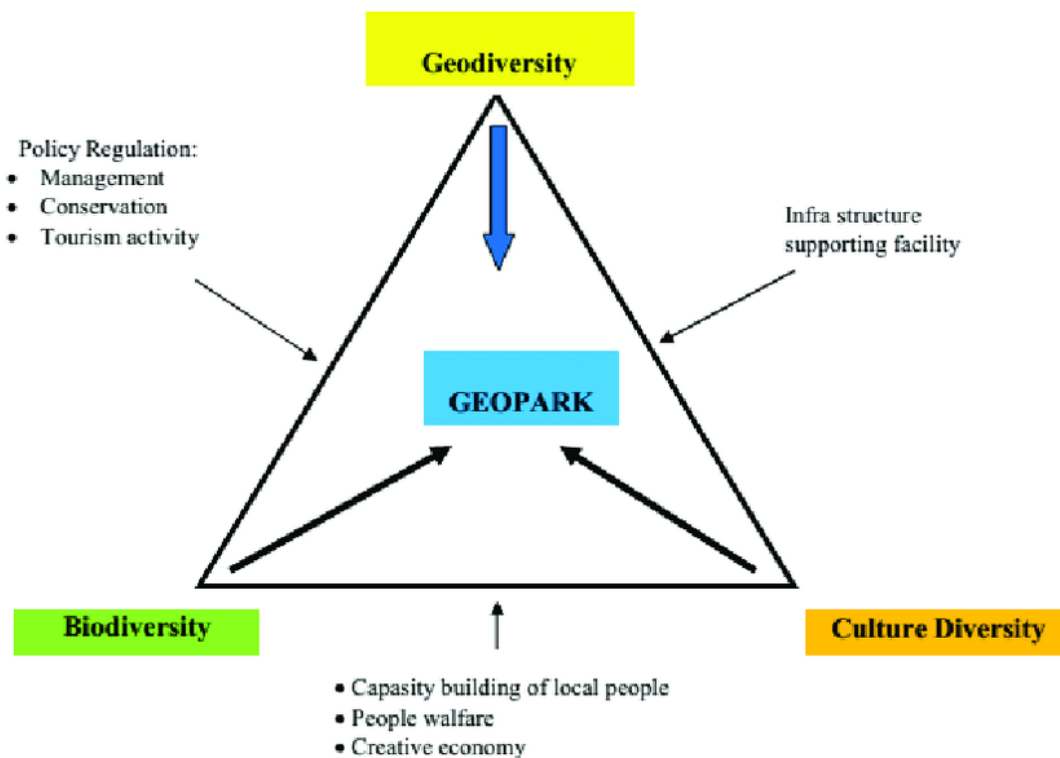 Geodiversity
Policy Regulation:
• Management
• Conservation
• Tourism activity
Infra structure
supporting facility
GEOPARK
Biodiversity
Culture Diversity
• Capasity building of local people
• People walfare
• Creative economy